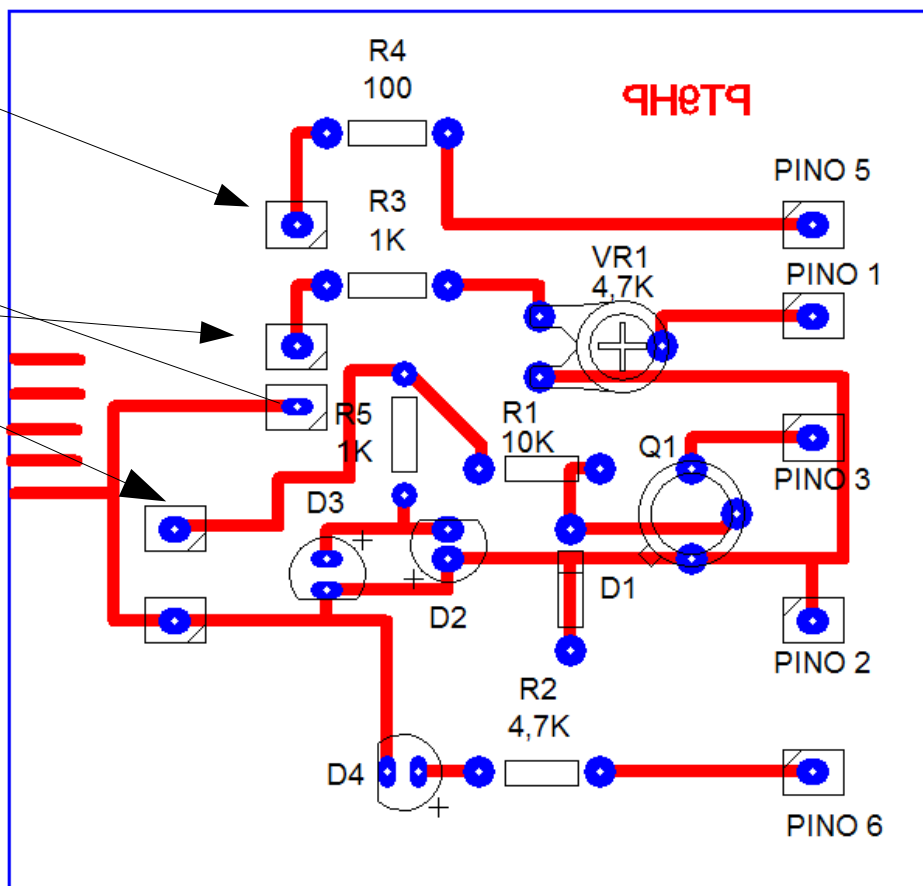 R4
100
PT9HP
PINO 5
R3
1K
PINO 1
VR1
4,7K
R5
1K
R1
10K
Q1
PINO 3
D3
D1
D2
PINO 2
R2
4,7K
D4
PINO 6